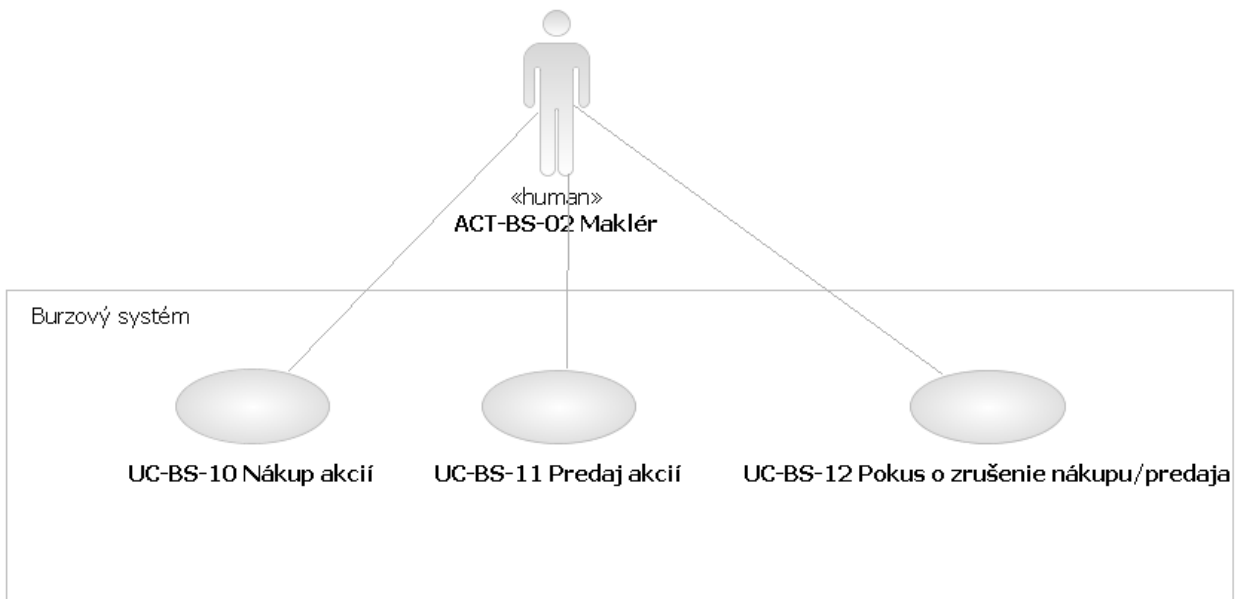 «human»
ACT-BS-02 Maklér
Burzový systém
UC-BS-10 Nákup akcií
UC-BS-11 Predaj akcií
UC-BS-12 Pokus o zrušenie nákupu/predaja